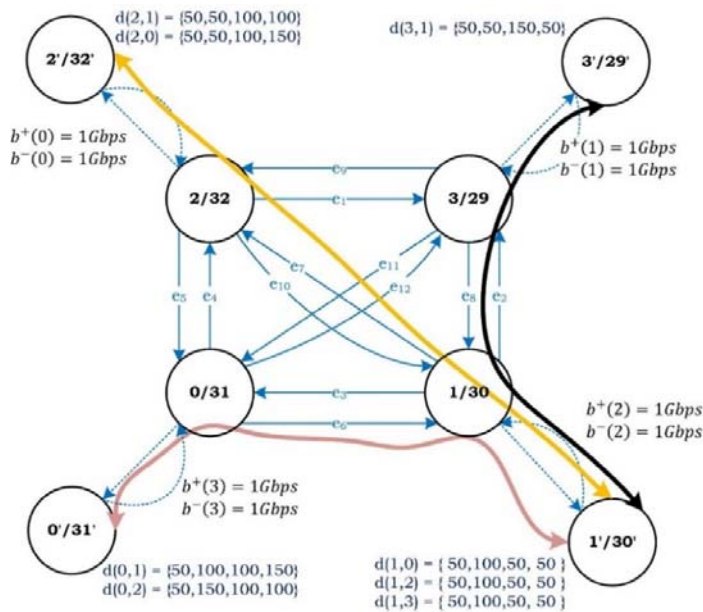 d(2,1) = {50,50,100,100}
d(2,0) = {50,50,100,150}
d(3,1) = {50,50,150,50}
2'/32'
3'/29'
b⁺(0) = 1Gbps
b⁻(0) = 1Gbps
b⁺(1) = 1Gbps
b⁻(1) = 1Gbps
e₉
2/32
3/29
e₁
e₇
e₁₁
e₁₀
e₁₂
e₅
e₄
e₈
e₂
0/31
e₃
1/30
e₆
b⁺(2) = 1Gbps
b⁻(2) = 1Gbps
b⁺(3) = 1Gbps
b⁻(3) = 1Gbps
0'/31'
1'/30'
d(0,1) = {50,100,100,150}
d(0,2) = {50,150,100,100}
d(1,0) = { 50,100,50, 50 }
d(1,2) = { 50,100,50, 50 }
d(1,3) = { 50,100,50, 50 }